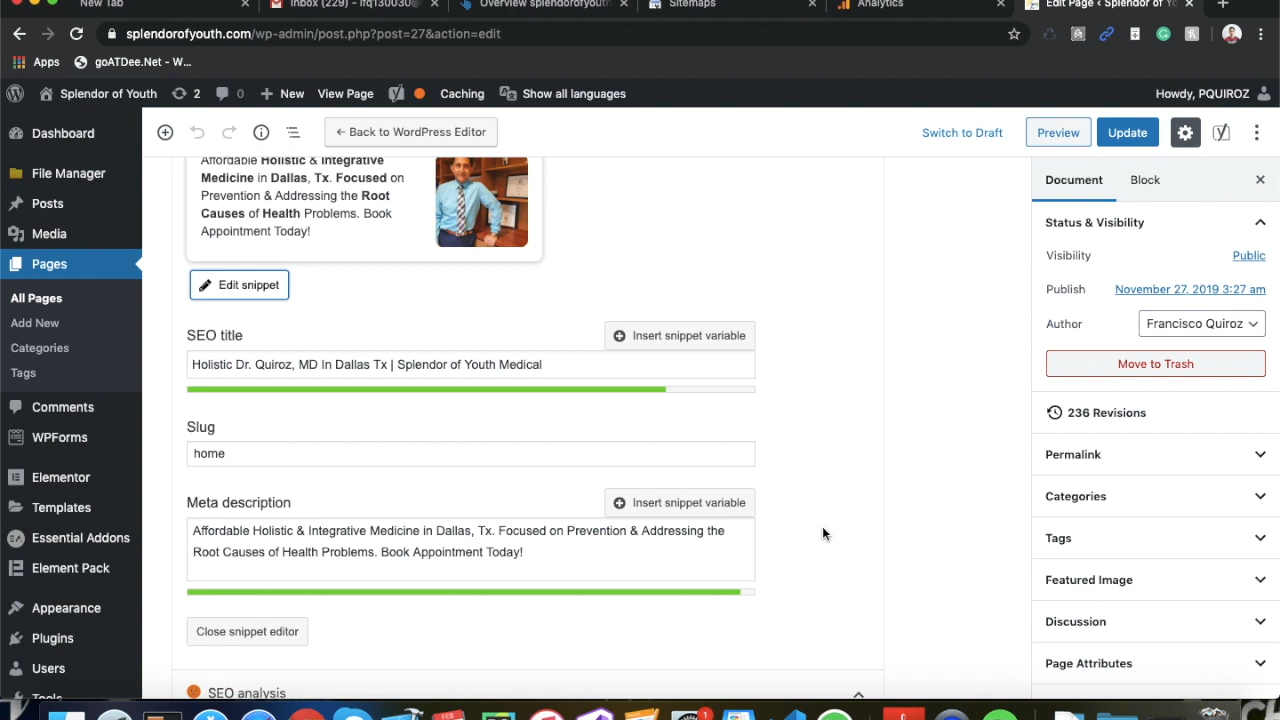 New Tab
Inbox (229) - lfq130030@
Overview splendorofyouth
Sitemaps
Analytics
Edit Page ‹ Splendor of Yo
splendorofyouth.com/wp-admin/post.php?post=27&action=edit
Apps
goATDee.Net - W...
Splendor of Youth
2
0
New
View Page
Caching
Show all languages
Howdy, PQUIROZ
Dashboard
File Manager
Posts
Media
Pages
All Pages
Add New
Categories
Tags
Comments
WPForms
Elementor
Templates
Essential Addons
Element Pack
Appearance
Plugins
Users
Tools
← Back to WordPress Editor
Switch to Draft
Preview
Update
Affordable Holistic & Integrative
Medicine in Dallas, Tx. Focused on
Prevention & Addressing the Root
Causes of Health Problems. Book
Appointment Today!
Edit snippet
SEO title
Insert snippet variable
Holistic Dr. Quiroz, MD In Dallas Tx | Splendor of Youth Medical
Slug
home
Meta description
Insert snippet variable
Affordable Holistic & Integrative Medicine in Dallas, Tx. Focused on Prevention & Addressing the
Root Causes of Health Problems. Book Appointment Today!
Close snippet editor
SEO analysis
Document
Block
Status & Visibility
Visibility
Public
Publish
November 27, 2019 3:27 am
Author
Francisco Quiroz
Move to Trash
236 Revisions
Permalink
Categories
Tags
Featured Image
Discussion
Page Attributes
FEB
1